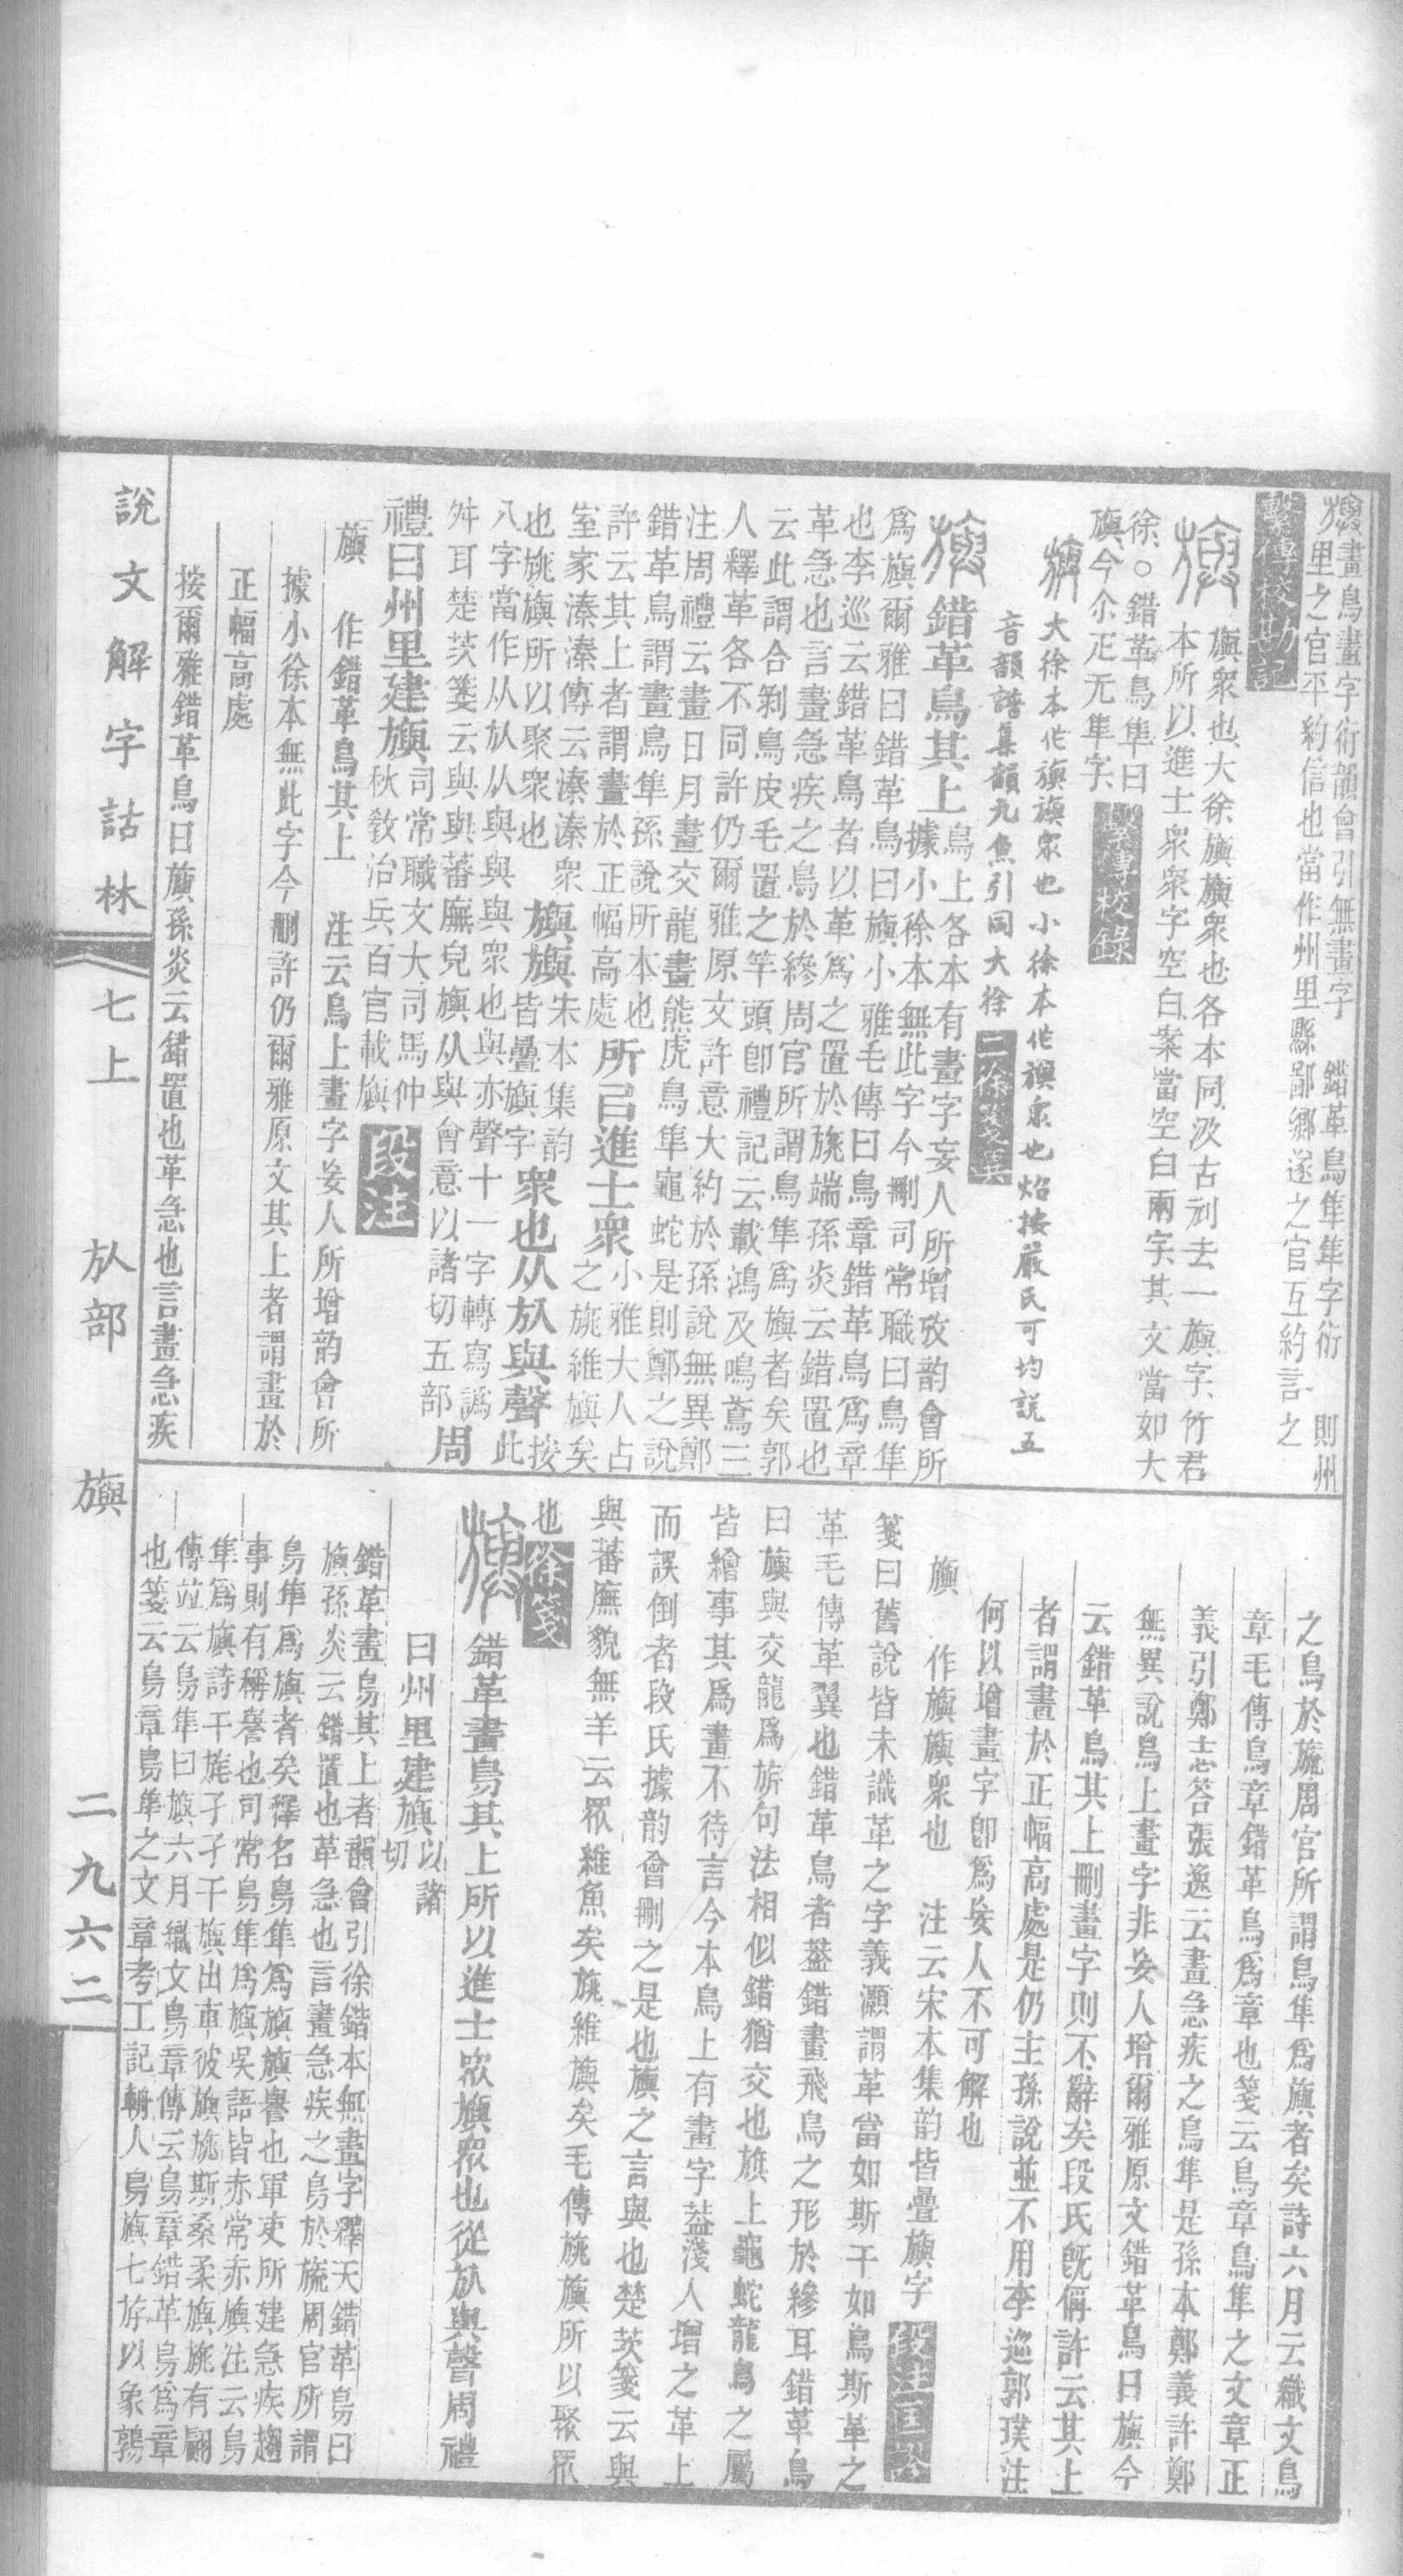 旟畫鳥畫字衍韻會引無畫字　錯革鳥隼隼字衍　則州
里之官平約信也當作州里縣鄙鄉遂之官互約言之
繫傳校勘記
旟　旟衆也大徐旟旟衆也各本同汲古刓去一旟字竹君
本所以進士衆衆字空白案當空白兩字其文當如大
徐○錯革鳥隼曰
旟今尒疋无隼字　繫傳校錄
旟　大徐本作旟旟眾也小徐本作旟眾也炤按嚴氏可均說五
音韻譜集韻九魚引同大徐　二徐箋異
旟　錯革鳥其上鳥上各本有畫字妄人所增攷韵會所
據小徐本無此字今刪司常職曰鳥隼
爲旟爾雅曰錯革鳥曰旟小雅毛傳曰鳥章錯革鳥爲章
也李巡云錯革鳥者以革爲之置於旐端孫炎云錯置也
革急也言畫急疾之鳥於縿周官所謂鳥隼爲旟者矣郭
云此謂合剝鳥皮毛置之竿頭卽禮記云載鴻及鳴鳶三
人釋革各不同許仍爾雅原文許意大約於孫說無異鄭
注周禮云畫日月畫交龍畫熊虎鳥隼龜蛇是則鄭之說
錯革鳥謂畫鳥隼孫說所本也
許云其上者謂畫於正幅高處　所㠯進士衆小雅大人占
室家溱溱傳云溱溱衆　之旐維旟矣
也旐旟所以聚衆也　旟旟朱本集韵
皆疊旟字　衆也从㫃與聲按此
八字當作从㫃从與與衆也與亦聲十一字轉寫譌
舛耳楚茨箋云與與蕃廡皃旟从與會意以諸切五部　周
禮曰州里建旟司常職文大司馬仲
秋敎治兵百官載旟　段注
旟　作錯革鳥其上　注云鳥上畫字妄人所增韵會所
據小徐本無此字今刪許仍爾雅原文其上者謂畫於
正幅高處
按爾雅錯革鳥曰旟孫炎云錯置也革急也言畫急疾
之鳥於旒周官所謂鳥隼爲旟者矣詩六月云織文鳥
章毛傳鳥章錯革鳥爲章也箋云鳥章鳥隼之文章正
義引鄭志荅張逸云畫急疾之鳥隼是孫本鄭義許鄭
無異說鳥上畫字非妄人增爾雅原文錯革鳥曰旟今
云錯革鳥其上刪畫字則不辭矣段氏旣偁許云其上
者謂畫於正幅高處是仍主孫說並不用李巡郭璞注
何以增畫字卽爲妄人不可解也
旟　作旟旟衆也　注云宋本集韵皆疊旟字　段注匡謬
箋曰舊說皆未識革之字義灝謂革當如斯干如鳥斯革之
革毛傳革翼也錯革鳥者葢錯畫飛鳥之形於縿耳錯革鳥
曰旟與交龍爲旂句法相似錯猶交也旗上龜蛇龍鳥之屬
皆繪事其爲畫不待言今本鳥上有畫字葢淺人增之革上
而誤倒者段氏據韵會刪之是也旟之言與也楚茨箋云與
與蕃廡貌無羊云眾維魚矣旐維旟矣毛傳旐旟所以聚眾
也　徐箋
旟　錯革畫鳥其上所以進士眾旟眾也從㫃與聲周禮
曰州里建旟以諸切
錯革畫鳥其上者韻會引徐鍇本無畫字釋天錯革鳥曰
旟孫炎云錯置也革急也言畫急疾之鳥於旒周官所謂
鳥隼爲旟者矣釋名鳥隼爲旟旟譽也軍吏所建急疾趨
事則有稱譽也司常鳥隼爲旟吳語皆赤常赤旟注云鳥
隼爲旟詩干旄孑孑干旟出車彼旟旐斯桑柔旟旐有翩
傳竝云鳥隼曰旟六月織文鳥章傳云鳥章錯革鳥爲章
也箋云鳥章鳥隼之文章考工記輈人鳥旟七斿以象鶉
說文解字詁林　七上　㫃部　旟　二九六二